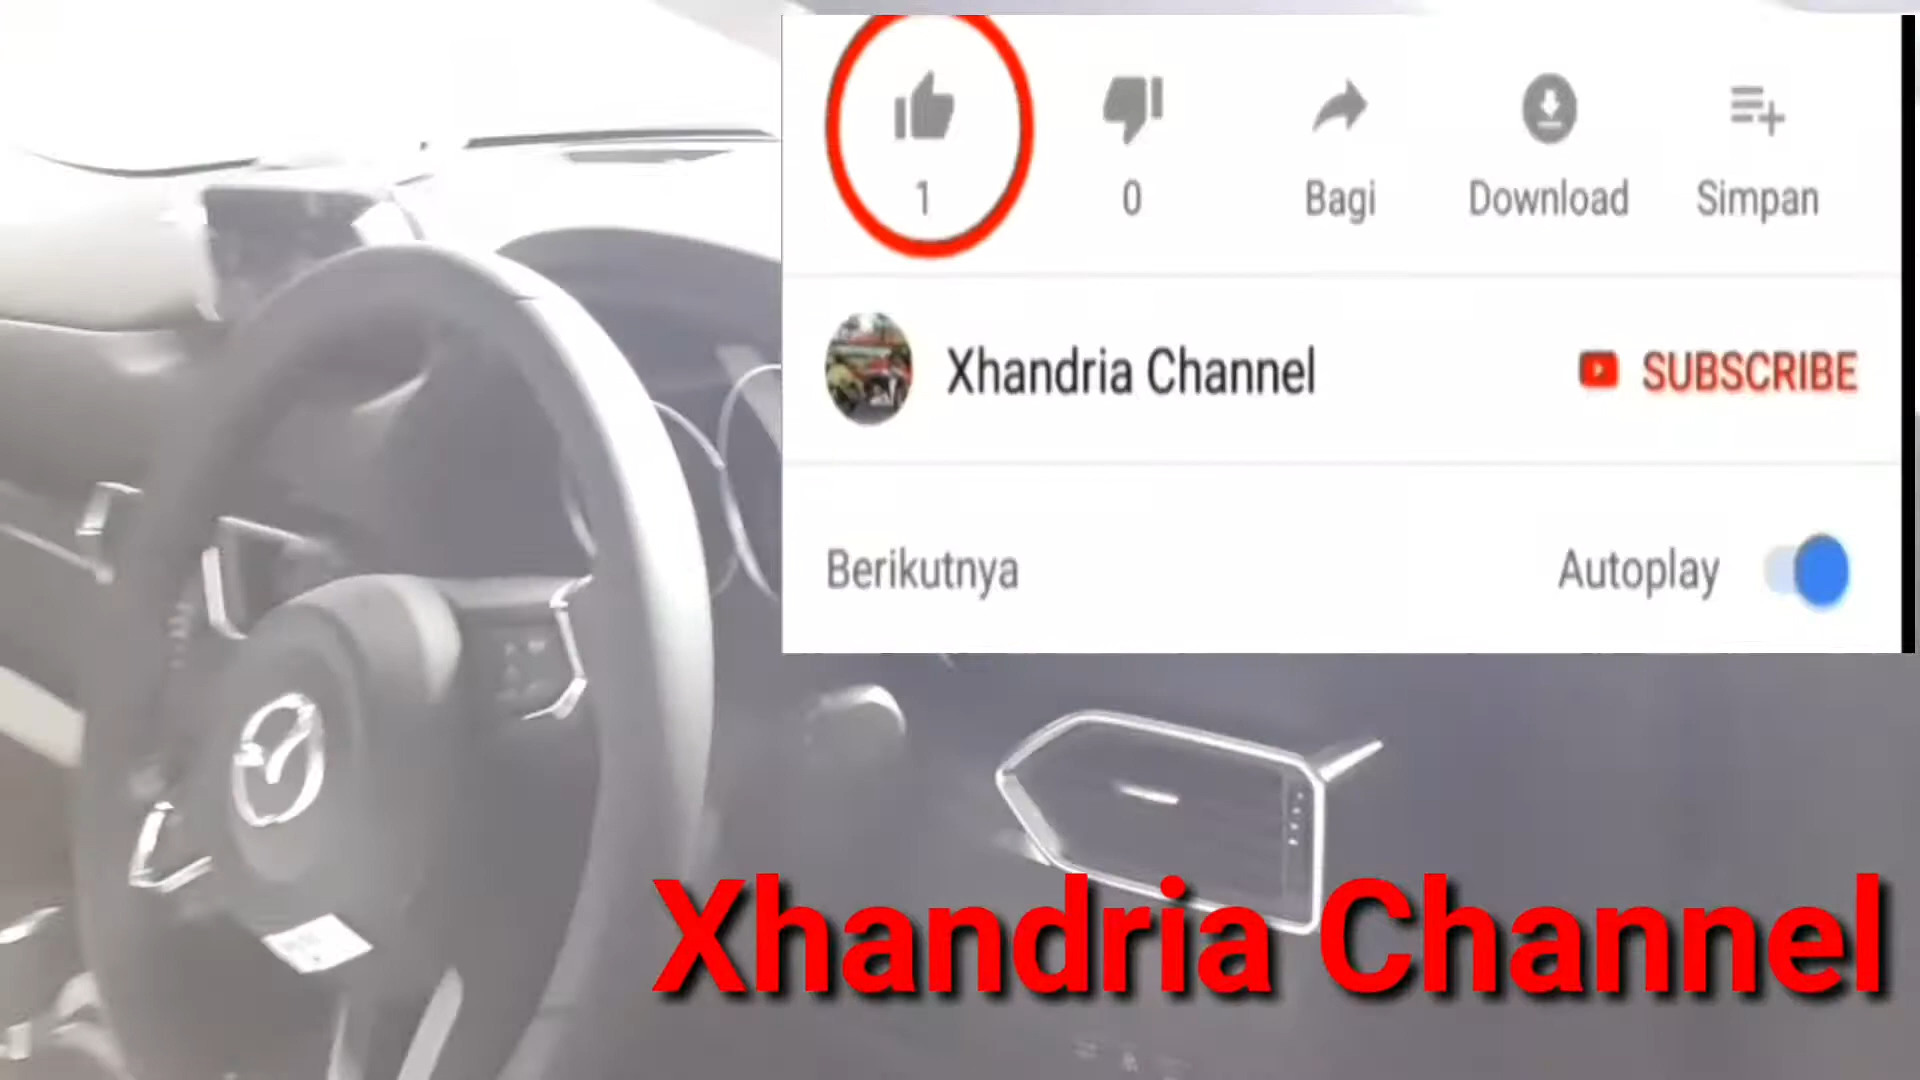 1 0 Bagi Download Simpan
Xhandria Channel SUBSCRIBE
Berikutnya Autoplay
Xhandria Channel